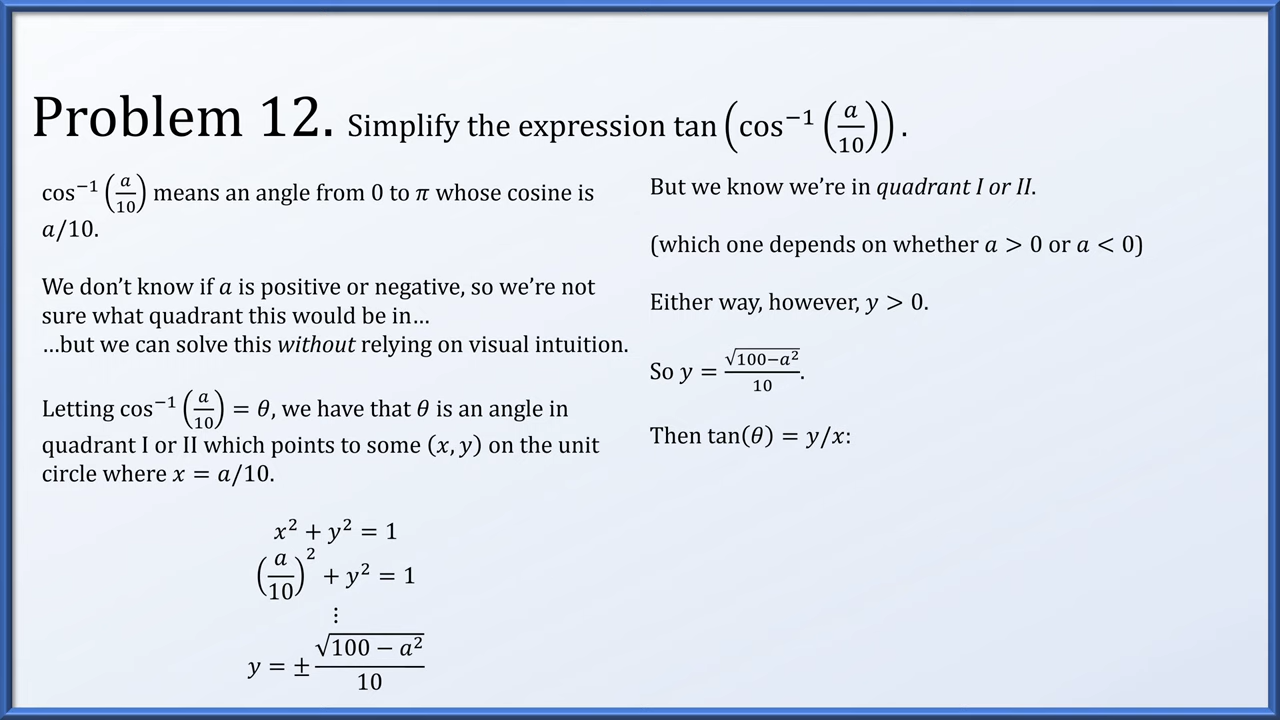 Problem 12. Simplify the expression tan (cos⁻¹ (a/10)).
cos⁻¹ (a/10) means an angle from 0 to π whose cosine is
a/10.
We don’t know if a is positive or negative, so we’re not
sure what quadrant this would be in…
…but we can solve this without relying on visual intuition.
Letting cos⁻¹ (a/10) = θ, we have that θ is an angle in
quadrant I or II which points to some (x, y) on the unit
circle where x = a/10.
x² + y² = 1
(a/10)² + y² = 1
⋮
y = ± √(100 − a²)/10
But we know we’re in quadrant I or II.
(which one depends on whether a > 0 or a < 0)
Either way, however, y > 0.
So y = √(100−a²)/10.
Then tan(θ) = y/x: